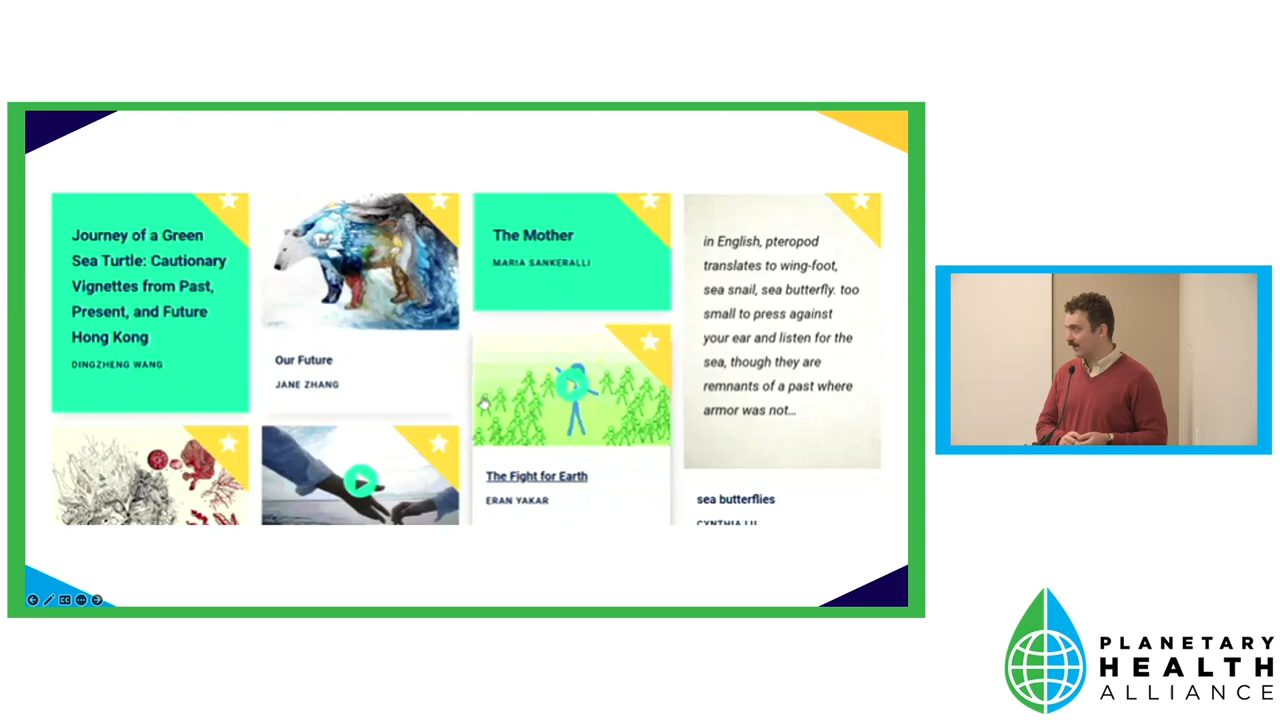 Journey of a Green
Sea Turtle: Cautionary
Vignettes from Past,
Present, and Future
Hong Kong
DINGZHENG WANG
Our Future
JANE ZHANG
The Mother
MARIA SANKERALLI
The Fight for Earth
ERAN YAKAR
in English, pteropod
translates to wing-foot,
sea snail, sea butterfly. too
small to press against
your ear and listen for the
sea, though they are
remnants of a past where
armor was not...
sea butterflies
CC
PLANETARY
HEALTH
ALLIANCE